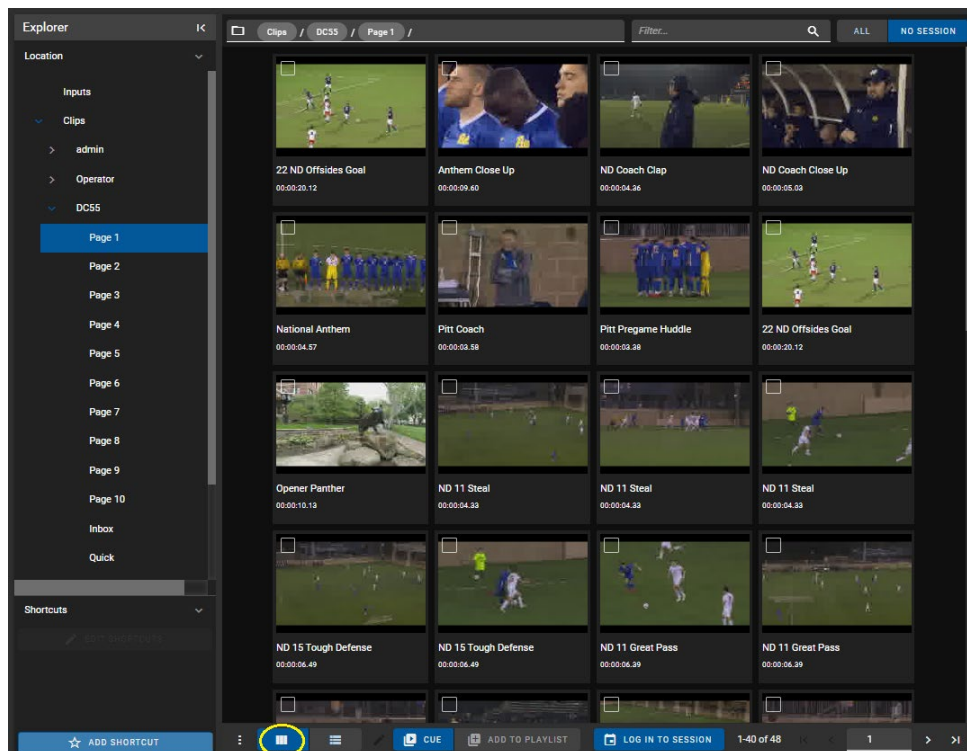 Explorer
Clips / DC55 / Page 1 /
Filter...
ALL
NO SESSION
Location
Inputs
Clips
admin
Operator
DC55
Page 1
Page 2
Page 3
Page 4
Page 5
Page 6
Page 7
Page 8
Page 9
Page 10
Inbox
Quick
Shortcuts
EDIT SHORTCUTS
ADD SHORTCUT
22 ND Offsides Goal
00:00:20.12
Anthem Close Up
00:00:09.60
ND Coach Clap
00:00:04.36
ND Coach Close Up
00:00:05.03
National Anthem
00:00:04.57
Pitt Coach
00:00:03.58
Pitt Pregame Huddle
00:00:03.38
22 ND Offsides Goal
00:00:20.12
Opener Panther
00:00:10.13
ND 11 Steal
00:00:04.33
ND 11 Steal
00:00:04.33
ND 11 Steal
00:00:04.33
ND 15 Tough Defense
00:00:06.49
ND 15 Tough Defense
00:00:06.49
ND 11 Great Pass
00:00:06.39
ND 11 Great Pass
00:00:06.39
CUE
ADD TO PLAYLIST
LOG IN TO SESSION
1-40 of 48
1